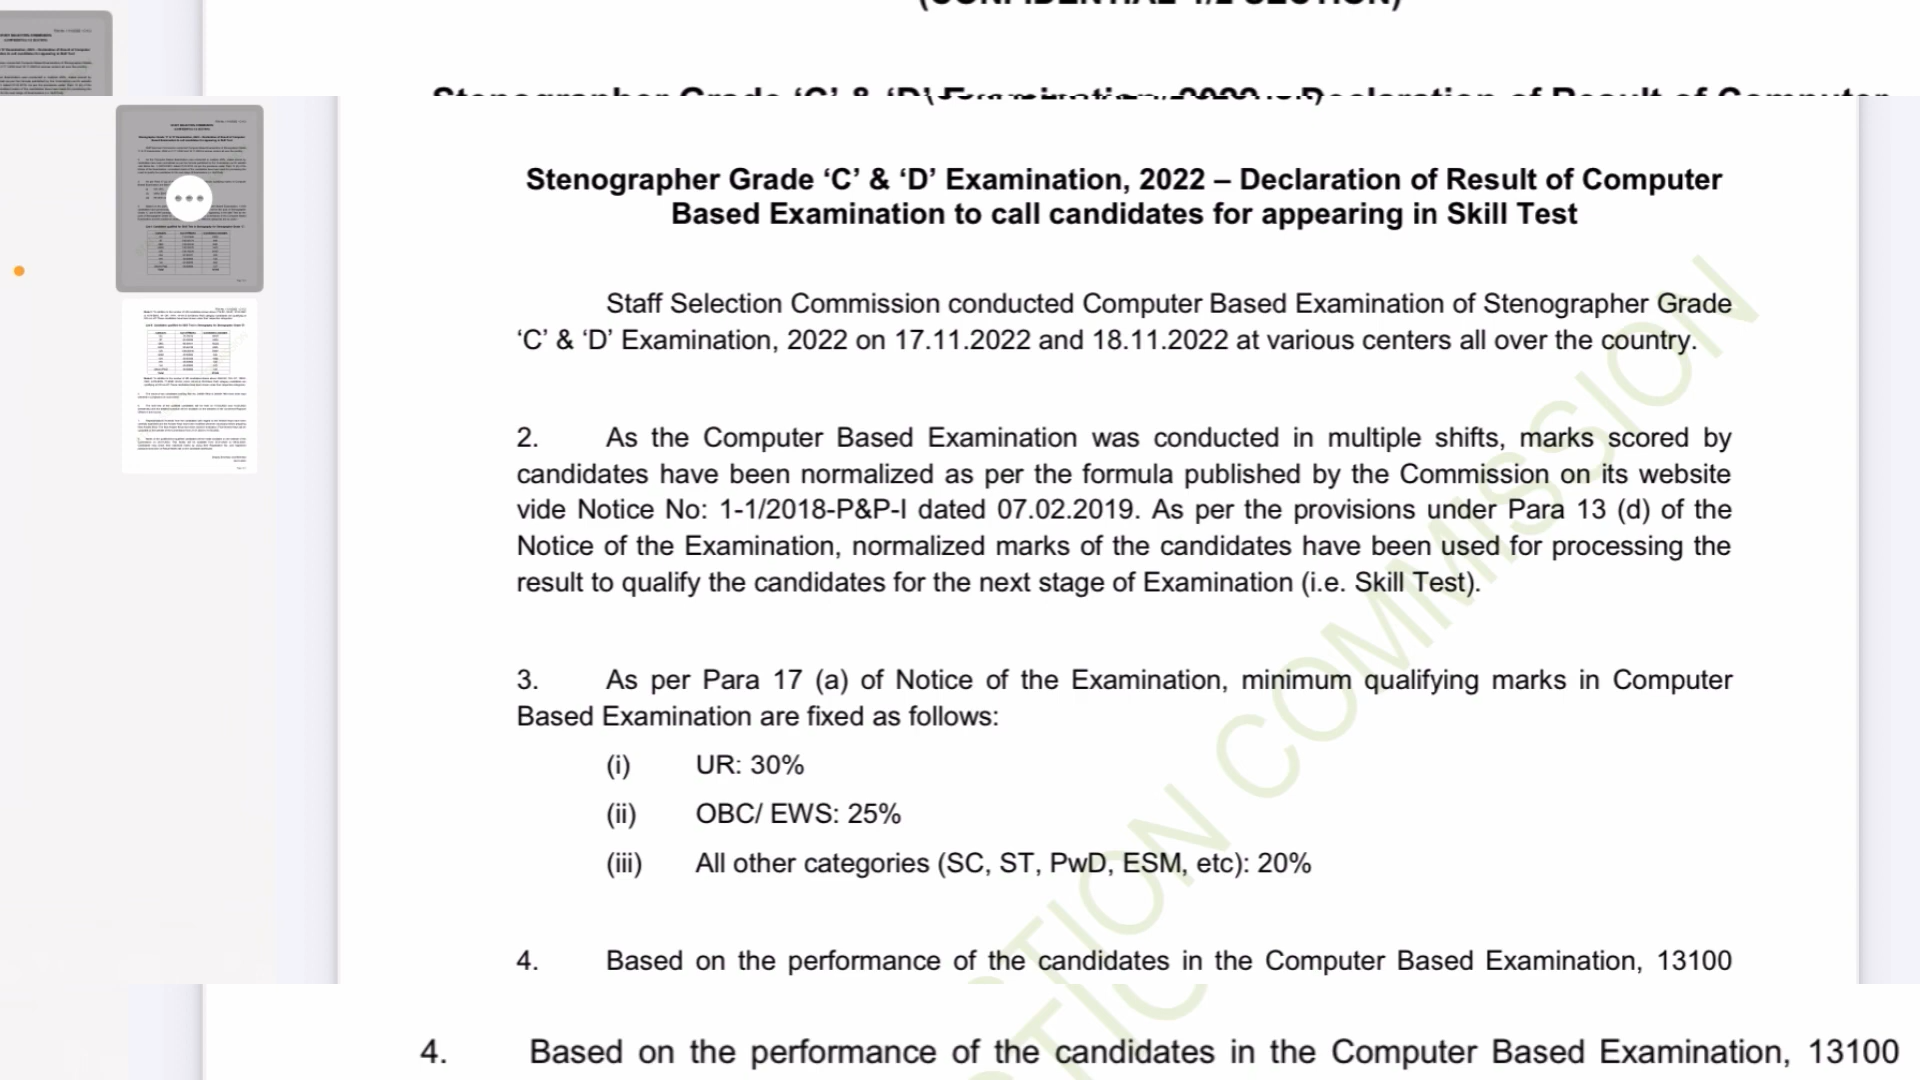 Stenographer Grade ‘C’ & ‘D’ Examination, 2022 – Declaration of Result of Computer
Based Examination to call candidates for appearing in Skill Test
Staff Selection Commission conducted Computer Based Examination of Stenographer Grade
‘C’ & ‘D’ Examination, 2022 on 17.11.2022 and 18.11.2022 at various centers all over the country.
2. As the Computer Based Examination was conducted in multiple shifts, marks scored by
candidates have been normalized as per the formula published by the Commission on its website
vide Notice No: 1-1/2018-P&P-I dated 07.02.2019. As per the provisions under Para 13 (d) of the
Notice of the Examination, normalized marks of the candidates have been used for processing the
result to qualify the candidates for the next stage of Examination (i.e. Skill Test).
3. As per Para 17 (a) of Notice of the Examination, minimum qualifying marks in Computer
Based Examination are fixed as follows:
(i) UR: 30%
(ii) OBC/ EWS: 25%
(iii) All other categories (SC, ST, PwD, ESM, etc): 20%
4. Based on the performance of the candidates in the Computer Based Examination, 13100
4. Based on the performance of the candidates in the Computer Based Examination, 13100
COMMISSION